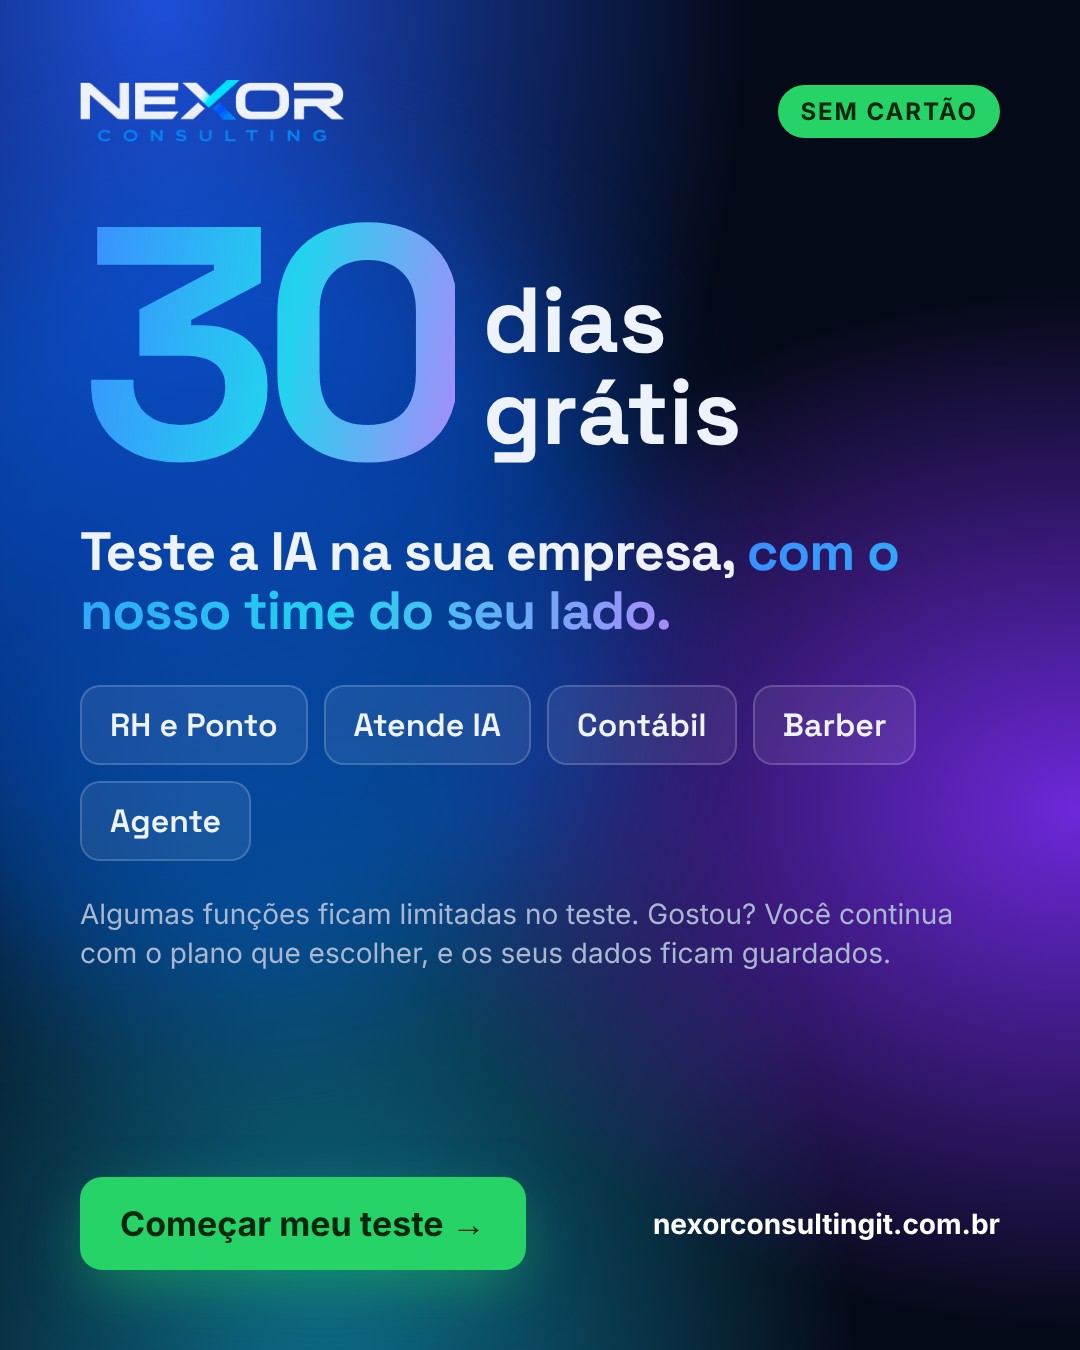 NEXOR
CONSULTING
SEM CARTÃO
30 dias
grátis
Teste a IA na sua empresa, com o
nosso time do seu lado.
RH e Ponto
Atende IA
Contábil
Barber
Agente
Algumas funções ficam limitadas no teste. Gostou? Você continua
com o plano que escolher, e os seus dados ficam guardados.
Começar meu teste →
nexorconsultingit.com.br